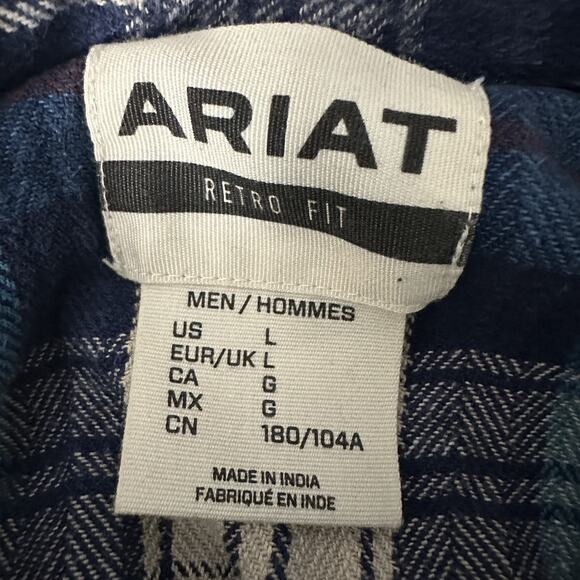 ARIAT
RETRO FIT
MEN / HOMMES
US L
EUR/UK L
CA G
MX G
CN 180/104A
MADE IN INDIA
FABRIQUÉ EN INDE